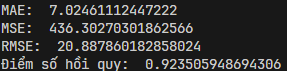 MAE:  7.02461112447222
MSE:  436.30270301862566
RMSE:  20.887860182858024
Điểm số hồi quy:  0.923505948694306